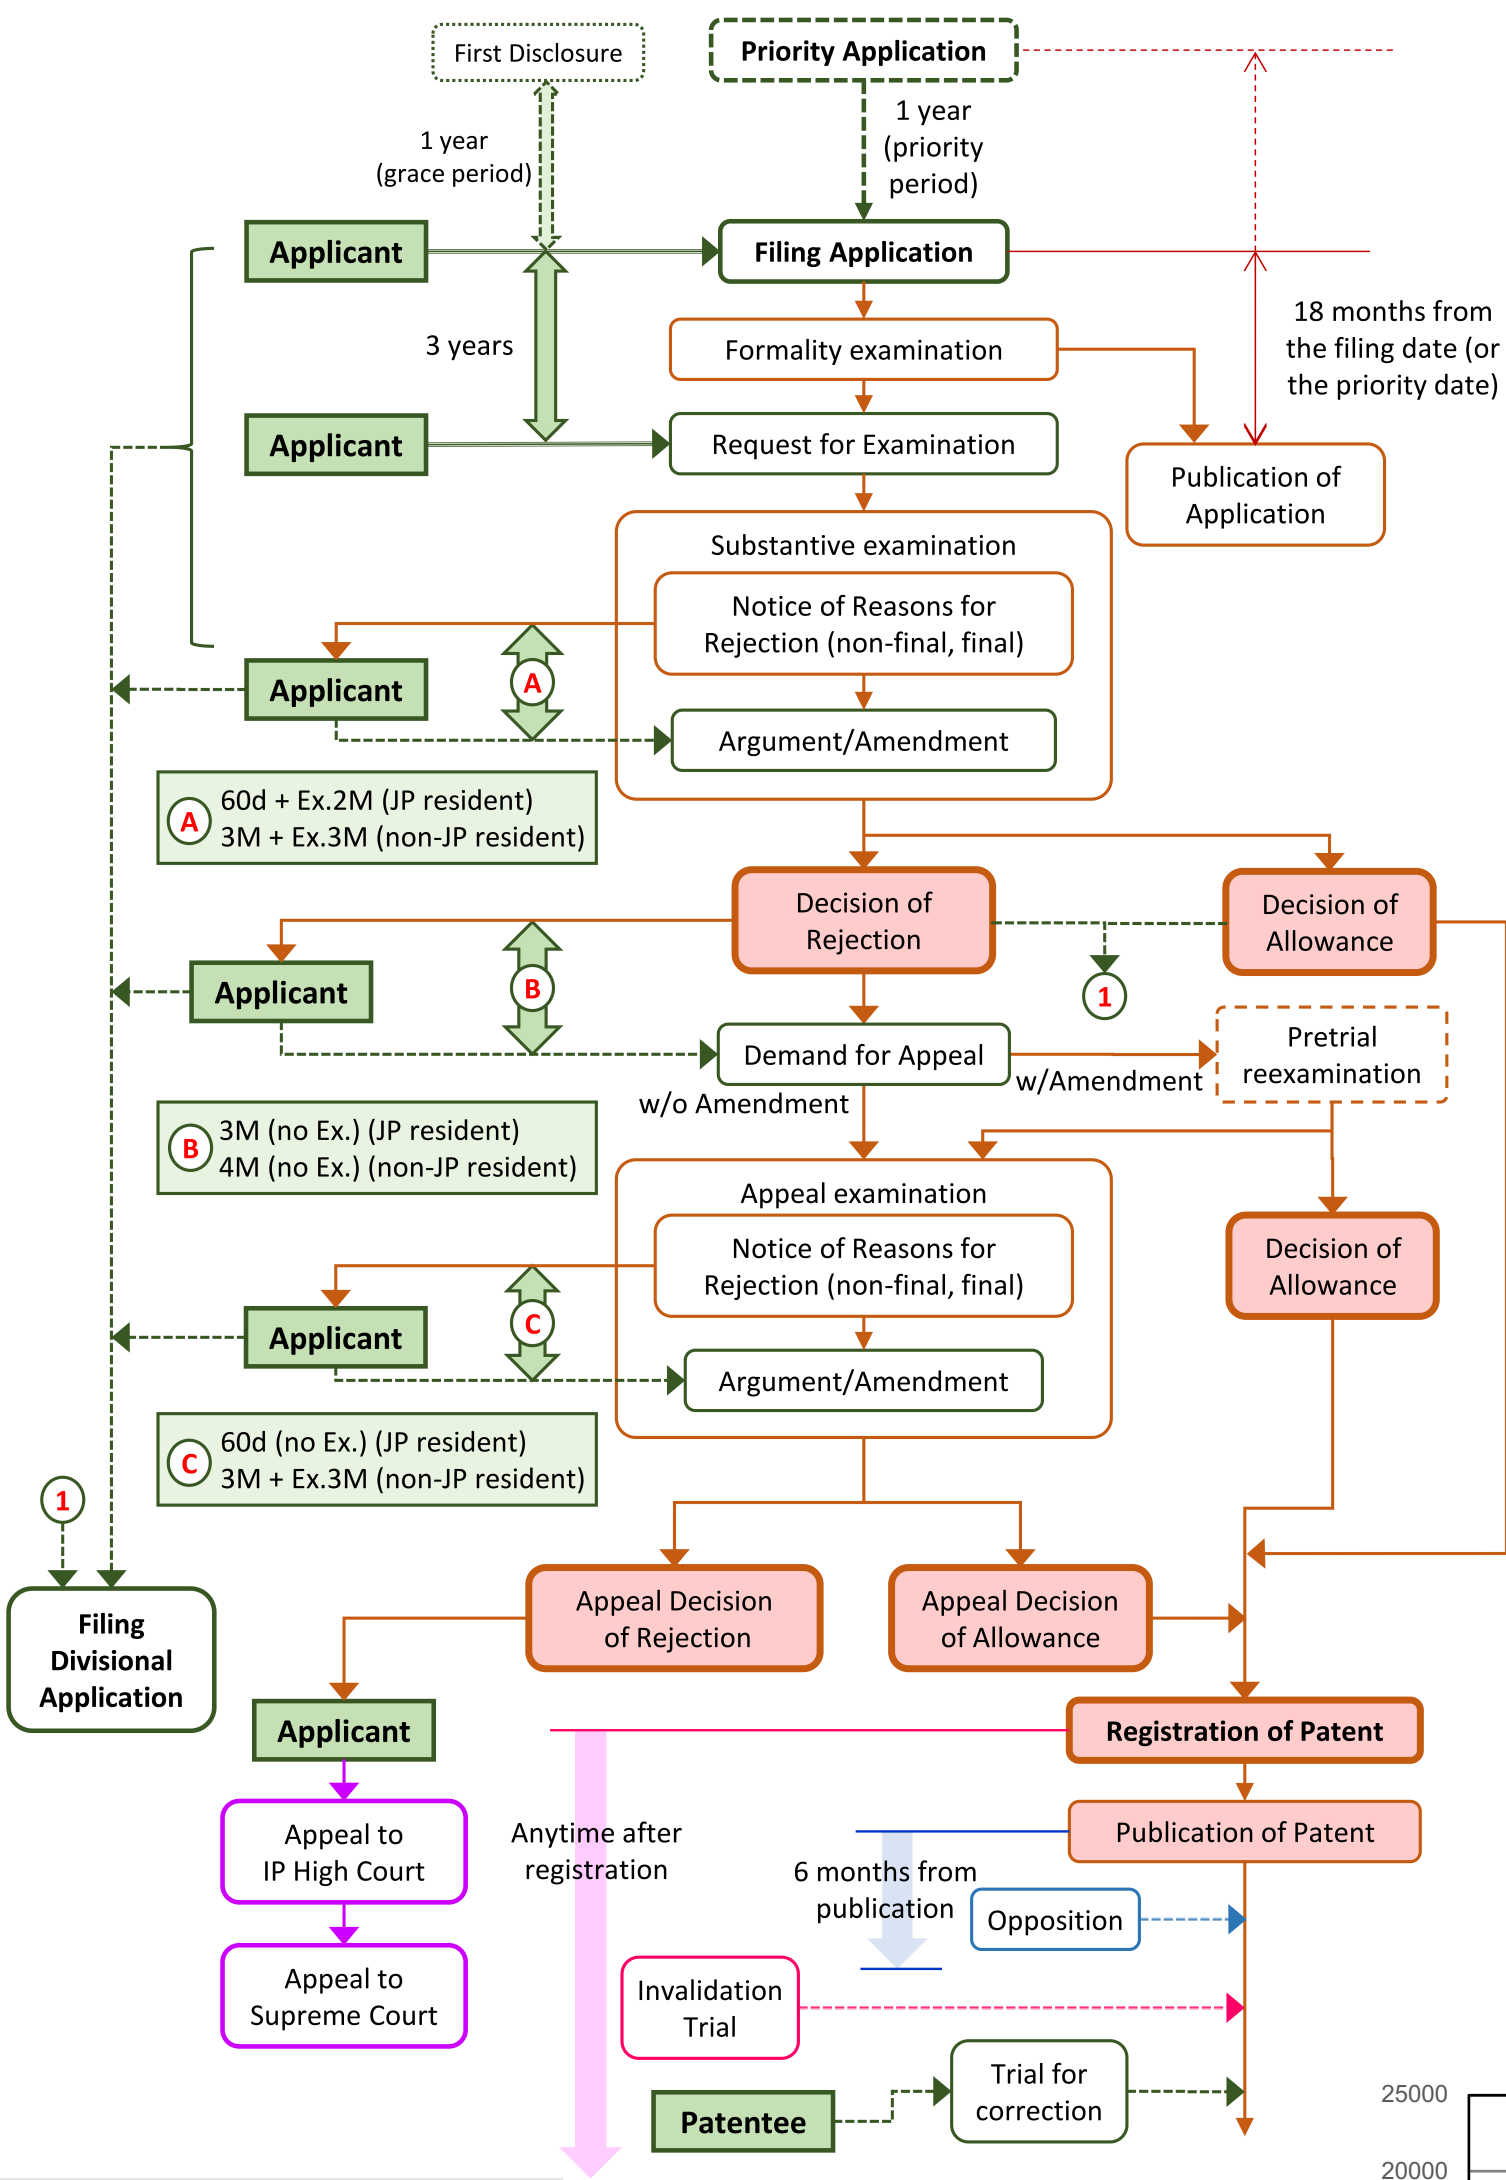 First Disclosure
Priority Application
1 year
(grace period)
1 year
(priority
period)
Applicant
Filing Application
3 years
Formality examination
18 months from
the filing date (or
the priority date)
Applicant
Request for Examination
Publication of
Application
Substantive examination
Notice of Reasons for
Rejection (non-final, final)
A
Applicant
Argument/Amendment
A
60d + Ex.2M (JP resident)
3M + Ex.3M (non-JP resident)
Decision of
Rejection
Decision of
Allowance
Applicant
B
1
Demand for Appeal
Pretrial
reexamination
w/Amendment
w/o Amendment
B
3M (no Ex.) (JP resident)
4M (no Ex.) (non-JP resident)
Appeal examination
Notice of Reasons for
Rejection (non-final, final)
Decision of
Allowance
Applicant
C
Argument/Amendment
C
60d (no Ex.) (JP resident)
3M + Ex.3M (non-JP resident)
1
Filing
Divisional
Application
Appeal Decision
of Rejection
Appeal Decision
of Allowance
Applicant
Registration of Patent
Appeal to
IP High Court
Anytime after
registration
Publication of Patent
6 months from
publication
Opposition
Appeal to
Supreme Court
Invalidation
Trial
Trial for
correction
Patentee
25000
20000